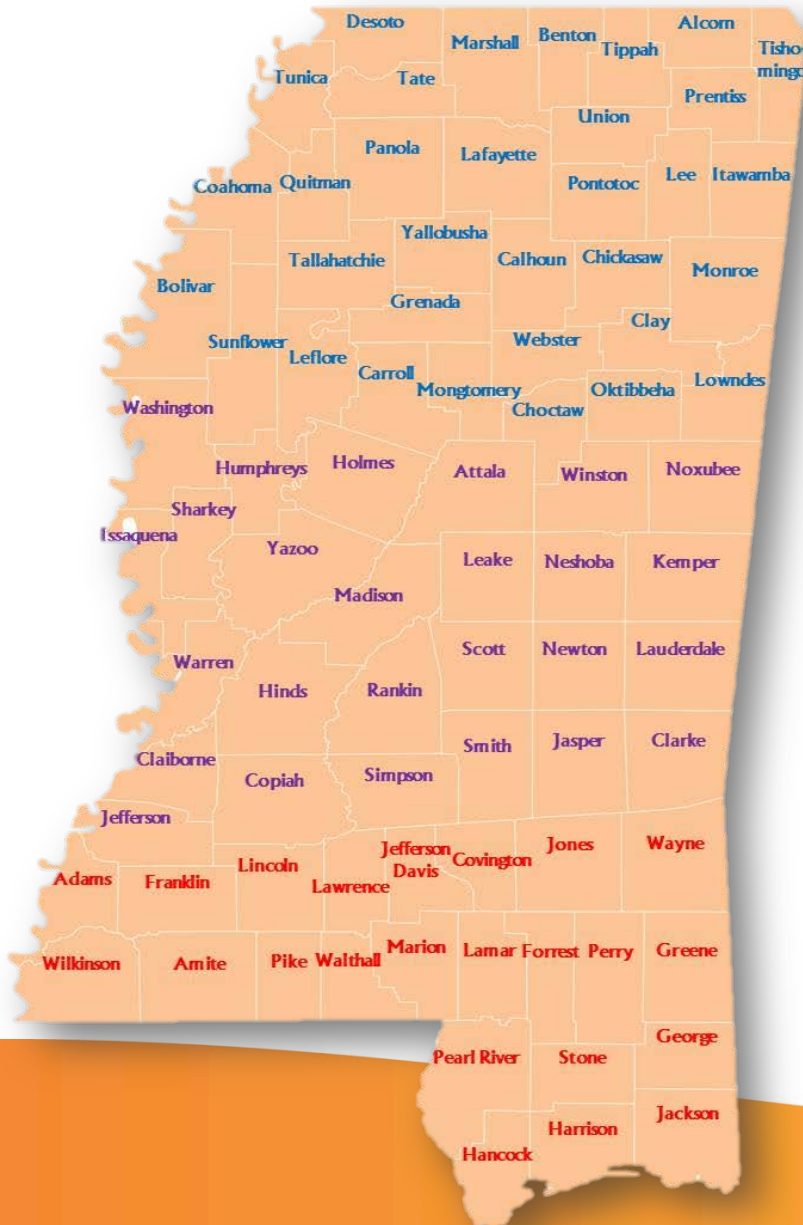 Desoto
Marshall
Benton
Tippah
Alcorn
Tisho-
mingo
Tunica
Tate
Prentiss
Union
Panola
Lafayette
Coahoma
Quitman
Pontotoc
Lee
Itawamba
Yallobusha
Tallahatchie
Calhoun
Chickasaw
Monroe
Bolivar
Grenada
Clay
Sunflower
Leflore
Webster
Carroll
Mongtomery
Oktibbeha
Lowndes
Choctaw
Washington
Humphreys
Holmes
Attala
Winston
Noxubee
Sharkey
Issaquena
Yazoo
Leake
Neshoba
Kemper
Madison
Warren
Scott
Newton
Lauderdale
Hinds
Rankin
Smith
Jasper
Clarke
Claiborne
Copiah
Simpson
Jefferson
Adams
Franklin
Lincoln
Lawrence
Jefferson
Davis
Covington
Jones
Wayne
Wilkinson
Amite
Pike
Walthall
Marion
Lamar
Forrest
Perry
Greene
Pearl River
Stone
George
Hancock
Harrison
Jackson